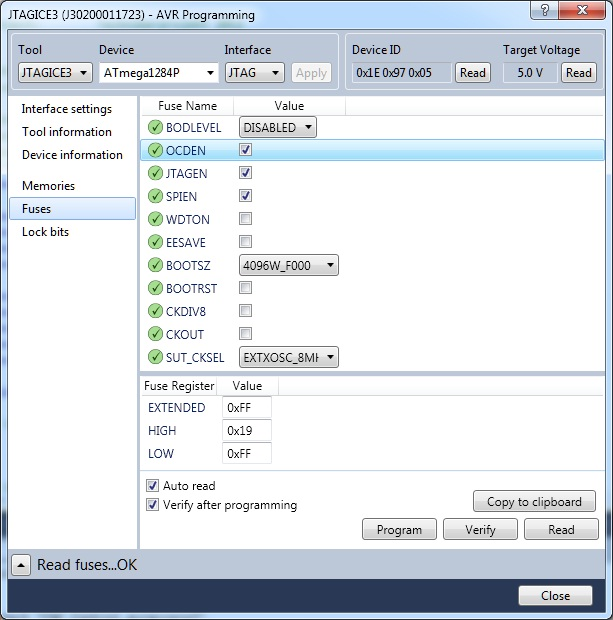 JTAGICE3 (J30200011723) - AVR Programming
Tool Device Interface Device ID Target Voltage
JTAGICE3 ATmega1284P JTAG Apply 0x1E 0x97 0x05 Read 5.0 V Read
Interface settings
Tool information
Device information
Memories
Fuses
Lock bits
Fuse Name Value
BODLEVEL DISABLED
OCDEN
JTAGEN
SPIEN
WDTON
EESAVE
BOOTSZ 4096W_F000
BOOTRST
CKDIV8
CKOUT
SUT_CKSEL EXTXOSC_8MH
Fuse Register Value
EXTENDED 0xFF
HIGH 0x19
LOW 0xFF
Auto read
Verify after programming
Copy to clipboard
Program Verify Read
Read fuses...OK
Close